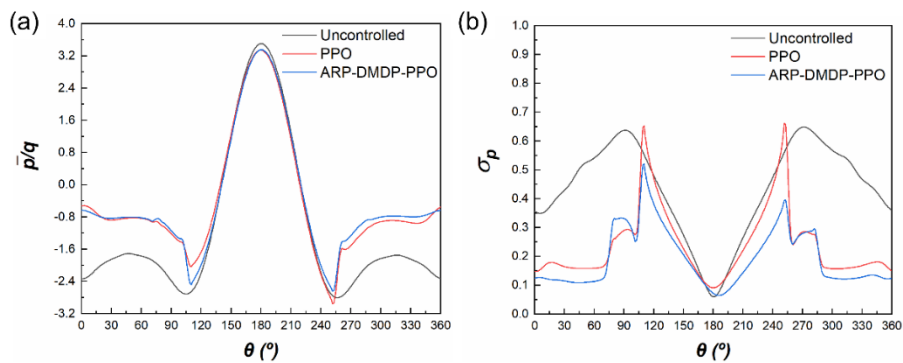 (a)
Uncontrolled
PPO
ARP-DMDP-PPO
4.0
3.2
2.4
1.6
0.8
0.0
-0.8
-1.6
-2.4
-3.2
p̄/q
0 30 60 90 120 150 180 210 240 270 300 330 360
θ (º)
(b)
Uncontrolled
PPO
ARP-DMDP-PPO
1.0
0.9
0.8
0.7
0.6
0.5
0.4
0.3
0.2
0.1
0.0
σp
0 30 60 90 120 150 180 210 240 270 300 330 360
θ (º)